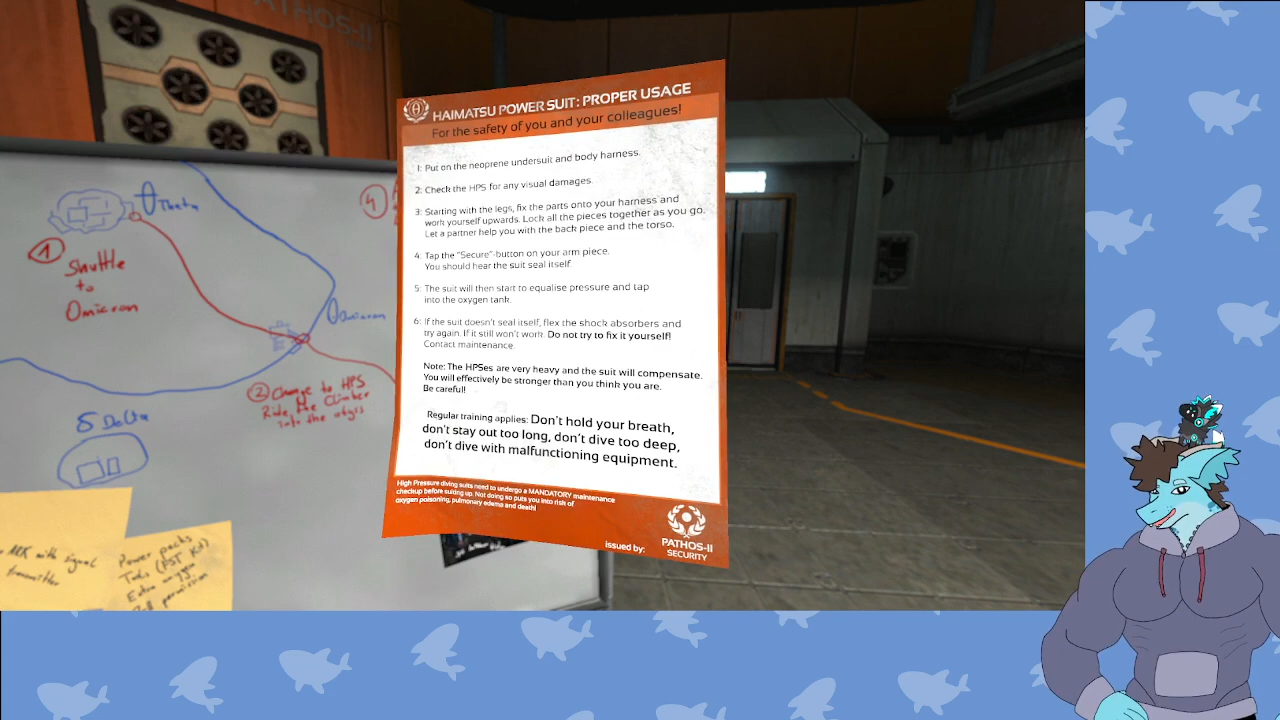 PATHOS-II
HAIMATSU POWER SUIT: PROPER USAGE
For the safety of you and your colleagues!
1: Put on the neoprene undersuit and body harness.
2: Check the HPS for any visual damages.
3: Starting with the legs, fix the parts onto your harness and
work yourself upwards. Lock all the pieces together as you go.
Let a partner help you with the back piece and the torso.
4: Tap the "Secure"-button on your arm piece.
You should hear the suit seal itself.
5: The suit will then start to equalise pressure and tap
into the oxygen tank.
6: If the suit doesn't seal itself, flex the shock absorbers and
try again. If it still won't work. Do not try to fix it yourself!
Contact maintenance.
Note: The HPSes are very heavy and the suit will compensate.
You will effectively be stronger than you think you are.
Be careful!
Regular training applies: Don't hold your breath,
don't stay out too long, don't dive too deep,
don't dive with malfunctioning equipment.
High Pressure diving suits need to undergo a MANDATORY maintenance
checkup before suiting up. Not doing so puts you into risk of
oxygen poisoning, pulmonary edema and death!
issued by:
PATHOS-II
SECURITY
θ Theta
1
Shuttle
to
Omicron
Omicron
2 Change to HPS
Ride the Climber
into the abyss
4
δ Delta
with signal
transmitter
Power packs
Extra oxygen
permission